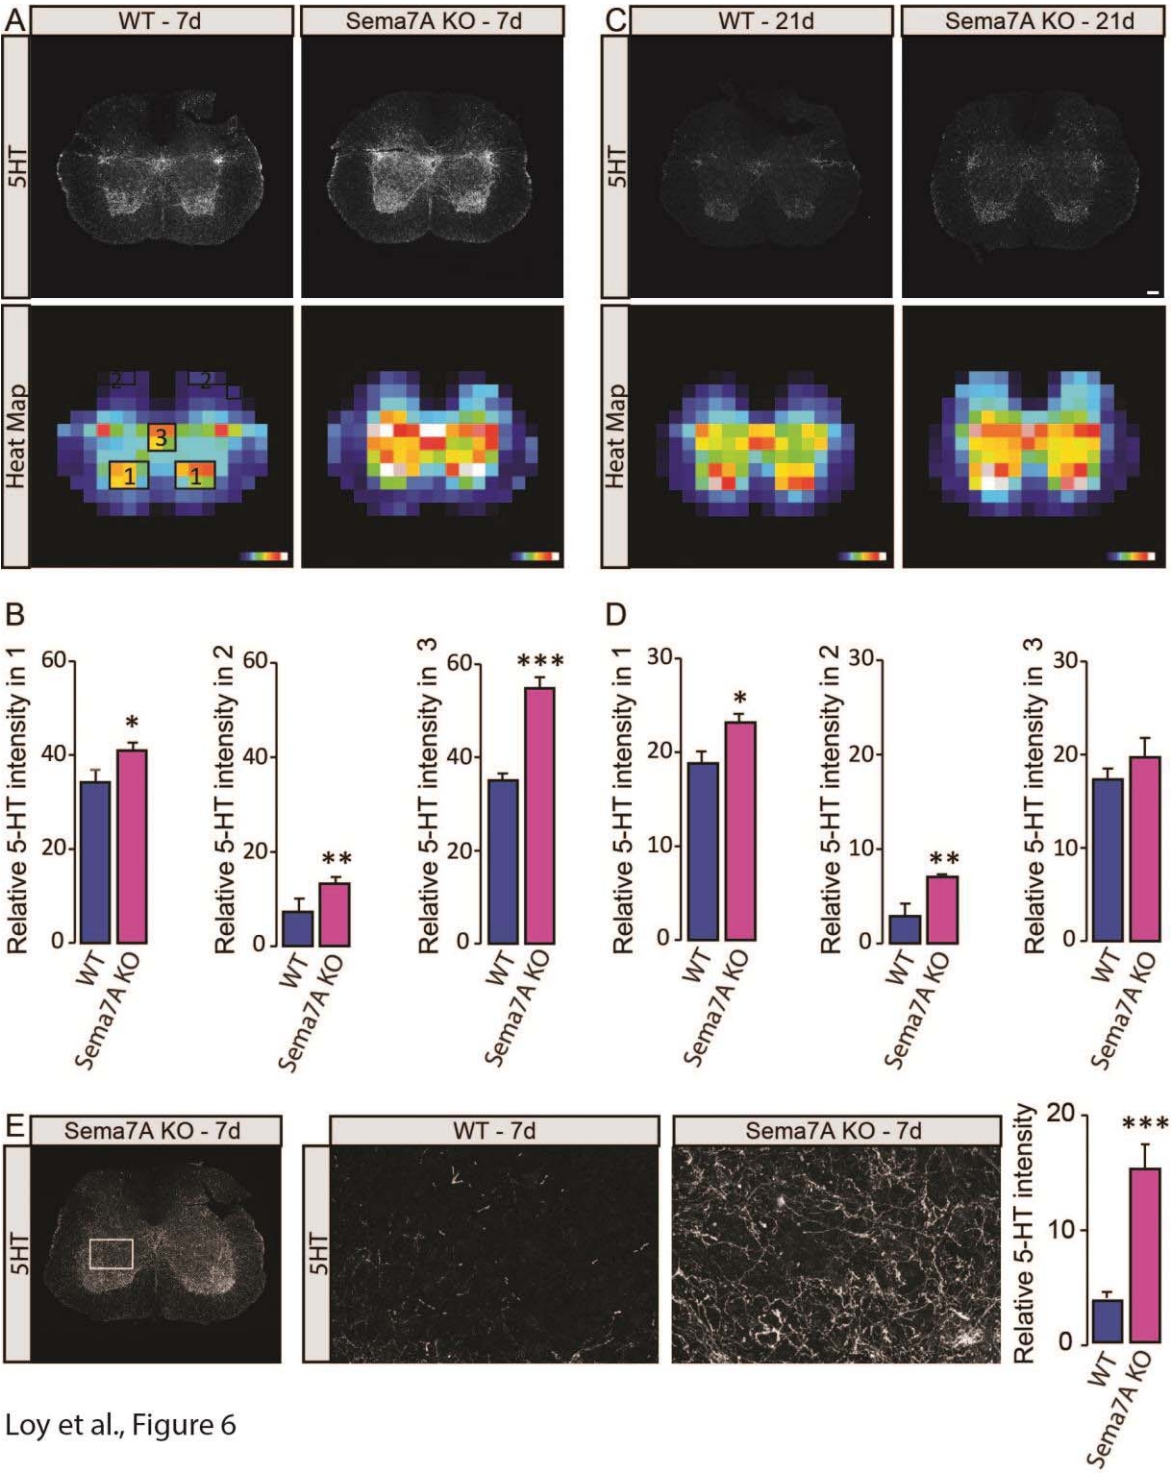 A
WT - 7d
Sema7A KO - 7d
C
WT - 21d
Sema7A KO - 21d
5HT
5HT
Heat Map
2
2
3
1
1
Heat Map
B
Relative 5-HT intensity in 1
60
40
20
0
*
WT
Sema7A KO
Relative 5-HT intensity in 2
60
40
20
0
**
WT
Sema7A KO
Relative 5-HT intensity in 3
60
40
20
0
***
WT
Sema7A KO
D
Relative 5-HT intensity in 1
30
20
10
0
*
WT
Sema7A KO
Relative 5-HT intensity in 2
30
20
10
0
**
WT
Sema7A KO
Relative 5-HT intensity in 3
30
20
10
0
WT
Sema7A KO
E
Sema7A KO - 7d
WT - 7d
Sema7A KO - 7d
5HT
5HT
Relative 5-HT intensity
20
10
0
***
WT
Sema7A KO
Loy et al., Figure 6